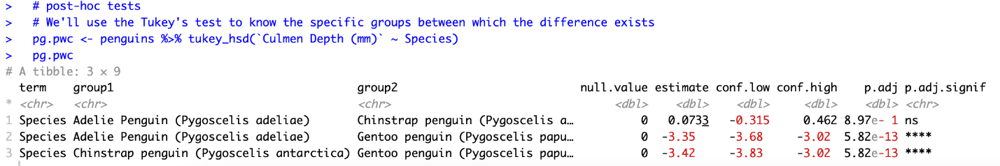 >   # post-hoc tests
>   # We'll use the Tukey's test to know the specific groups between which the difference exists
>   pg.pwc <- penguins %>% tukey_hsd(`Culmen Depth (mm)` ~ Species)
>   pg.pwc
# A tibble: 3 × 9
  term    group1                                    group2                          null.value estimate conf.low conf.high    p.adj p.adj.signif
* <chr>   <chr>                                     <chr>                                <dbl>    <dbl>    <dbl>     <dbl>    <dbl> <chr>
1 Species Adelie Penguin (Pygoscelis adeliae)       Chinstrap penguin (Pygoscelis a…         0   0.0733   -0.315     0.462 8.97e- 1 ns
2 Species Adelie Penguin (Pygoscelis adeliae)       Gentoo penguin (Pygoscelis papu…         0  -3.35     -3.68     -3.02  5.82e-13 ****
3 Species Chinstrap penguin (Pygoscelis antarctica) Gentoo penguin (Pygoscelis papu…         0  -3.42     -3.83     -3.02  5.82e-13 ****